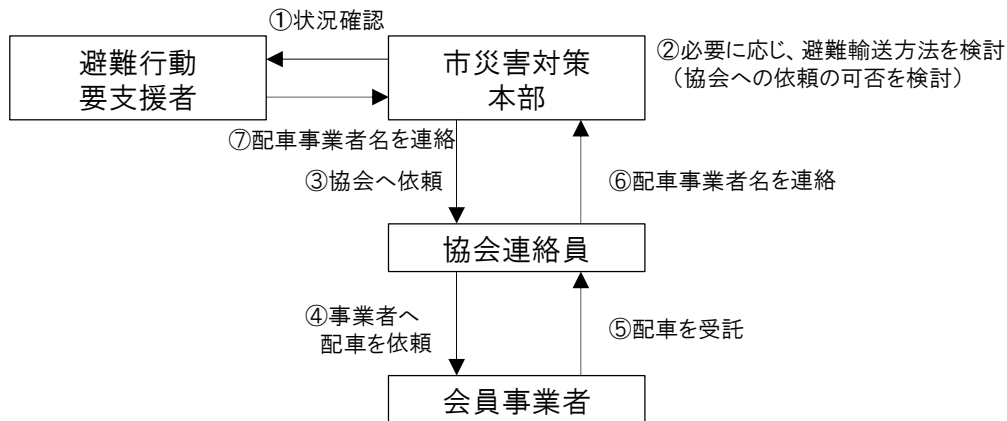 ①状況確認
避難行動
要支援者
市災害対策
本部
②必要に応じ、避難輸送方法を検討
（協会への依頼の可否を検討）
⑦配車事業者名を連絡
③協会へ依頼
⑥配車事業者名を連絡
協会連絡員
④事業者へ
配車を依頼
⑤配車を受託
会員事業者